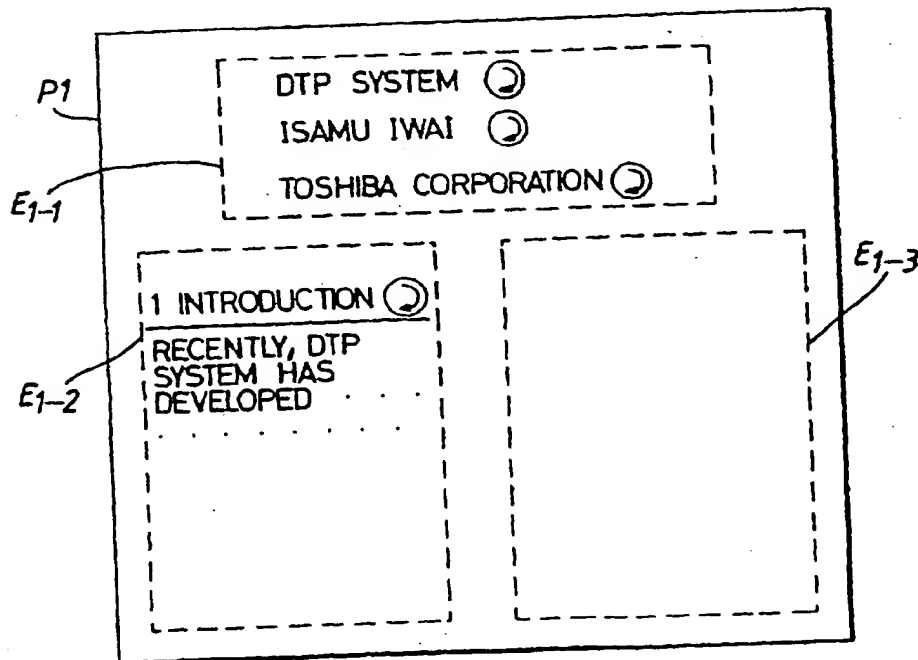 P1
DTP SYSTEM
ISAMU IWAI
TOSHIBA CORPORATION
E1-1
E1-3
1 INTRODUCTION
RECENTLY, DTP
SYSTEM HAS
DEVELOPED . . . .
. . . . . . . . .
E1-2